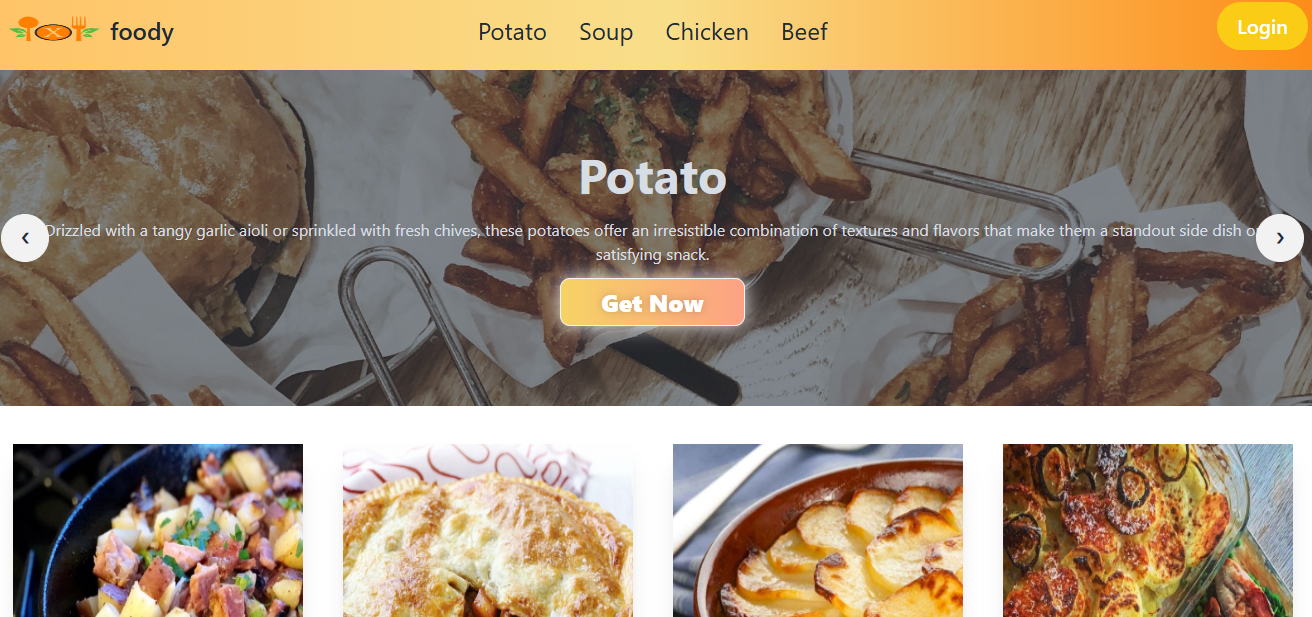 foody
Potato
Soup
Chicken
Beef
Login
Potato
‹
Drizzled with a tangy garlic aioli or sprinkled with fresh chives, these potatoes offer an irresistible combination of textures and flavors that make them a standout side dish or
›
satisfying snack.
Get Now